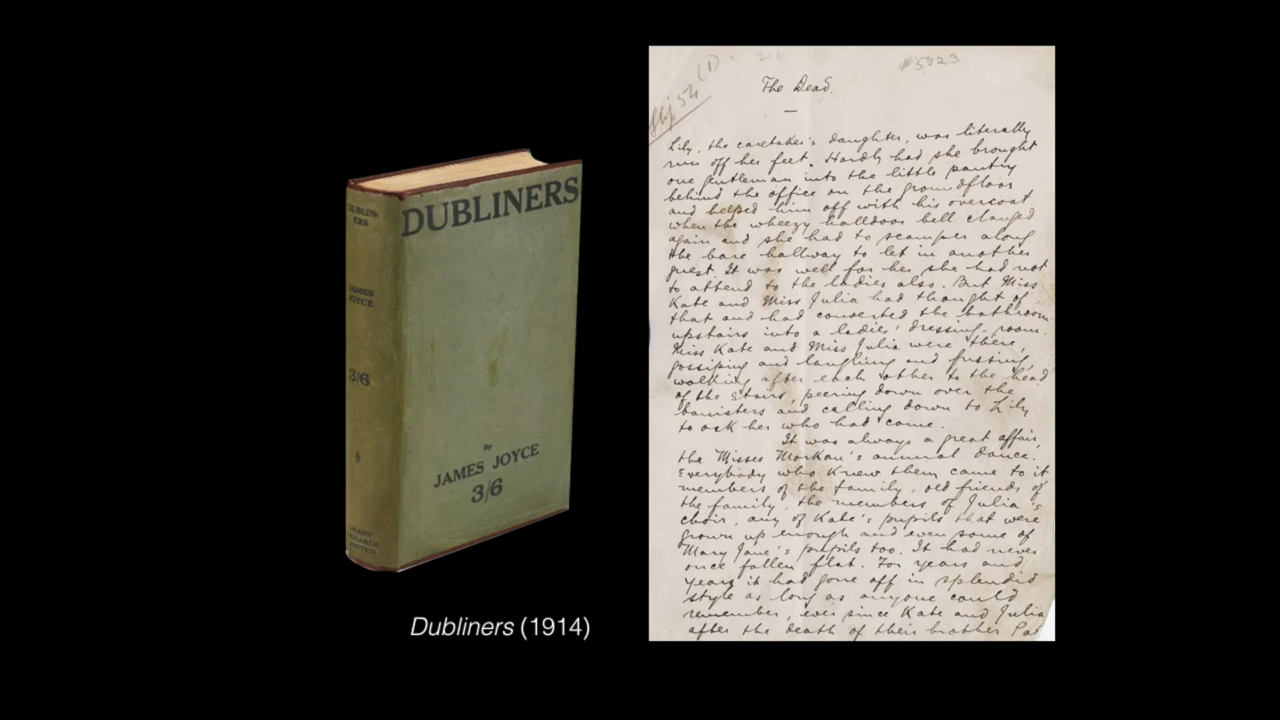 DUBLIN-
ERS
JAMES
JOYCE
3/6
4
GRANT
RICHARDS
LIMITED
DUBLINERS
By
JAMES JOYCE
3/6
Dubliners (1914)
(1).
#5823
The Dead.
Lily, the caretaker's daughter, was literally
run off her feet. Hardly had she brought
one gentleman into the little pantry
behind the office on the groundfloor
and helped him off with his overcoat
when the wheezy halldoor bell clanged
again and she had to scamper along
the bare hallway to let in another
guest. It was well for her she had not
to attend to the ladies also. But Miss
Kate and Miss Julia had thought of
that and had converted the bathroom
upstairs into a ladies' dressing-room.
Miss Kate and Miss Julia were there,
gossiping and laughing and fussing,
walking after each other to the head
of the stairs, peering down over the
banisters and calling down to Lily
to ask her who had come.
It was always a great affair,
the Misses Morkan's annual dance.
Everybody who knew them came to it
members of the family, old friends of
the family, the members of Julia's
choir, any of Kate's pupils that were
grown up enough and even some of
Mary Jane's pupils too. It had never
once fallen flat. For years and
years it had gone off in splendid
style as long as anyone could
remember, ever since Kate and Julia
after the death of their brother Pat